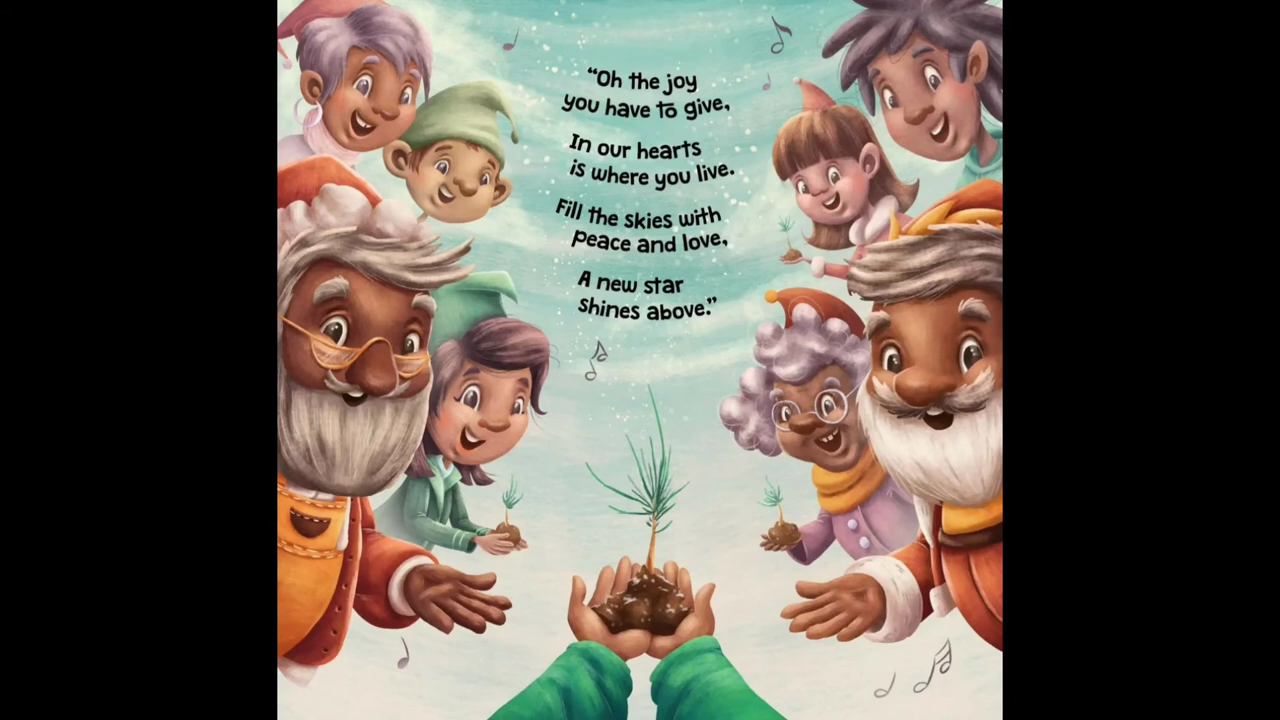 “Oh the joy
you have to give,
In our hearts
is where you live.
Fill the skies with
peace and love,
A new star
shines above.”